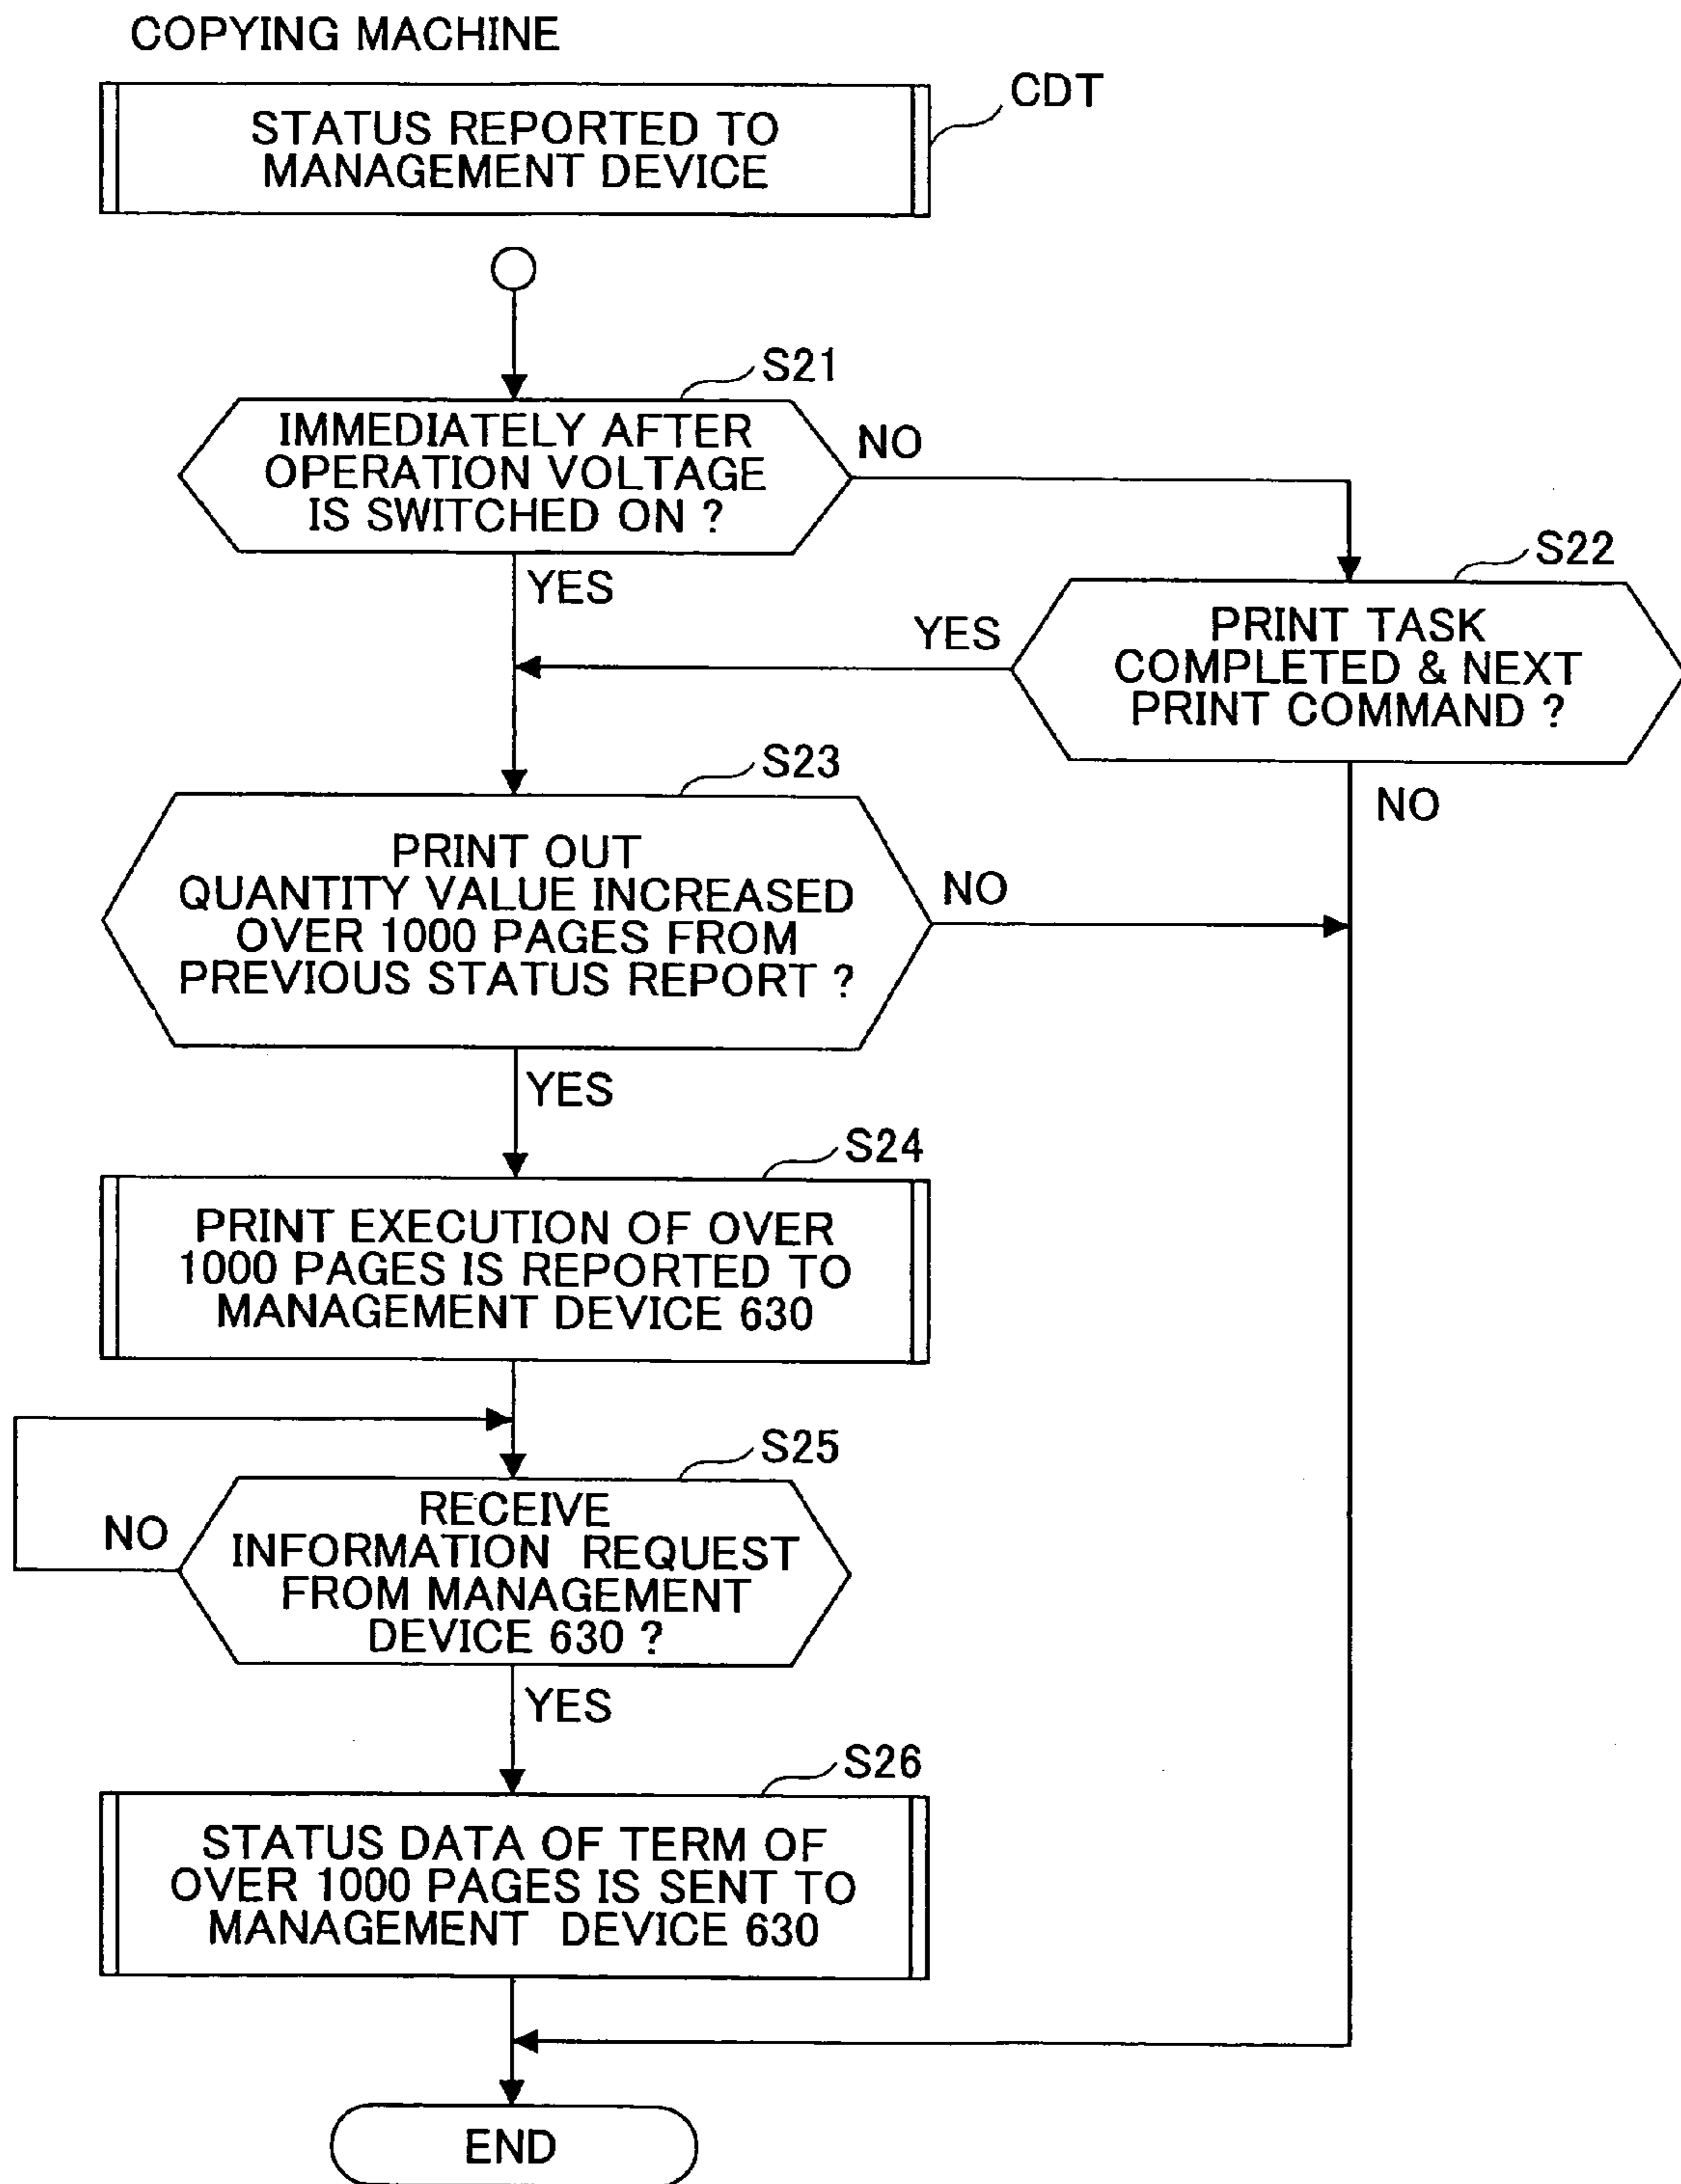 COPYING MACHINE
CDT
STATUS REPORTED TO
MANAGEMENT DEVICE
S21
IMMEDIATELY AFTER
OPERATION VOLTAGE
IS SWITCHED ON ?
NO
YES
S22
PRINT TASK
COMPLETED & NEXT
PRINT COMMAND ?
YES
NO
S23
PRINT OUT
QUANTITY VALUE INCREASED
OVER 1000 PAGES FROM
PREVIOUS STATUS REPORT ?
NO
YES
S24
PRINT EXECUTION OF OVER
1000 PAGES IS REPORTED TO
MANAGEMENT DEVICE 630
S25
RECEIVE
INFORMATION REQUEST
FROM MANAGEMENT
DEVICE 630 ?
NO
YES
S26
STATUS DATA OF TERM OF
OVER 1000 PAGES IS SENT TO
MANAGEMENT DEVICE 630
END